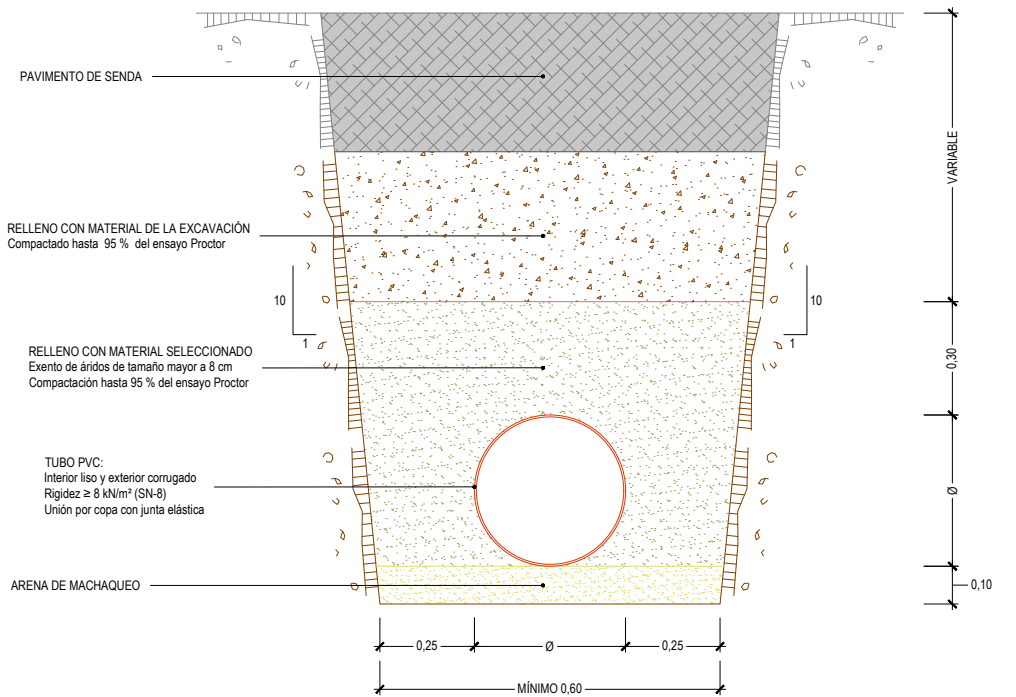 PAVIMENTO DE SENDA
VARIABLE
RELLENO CON MATERIAL DE LA EXCAVACIÓN
Compactado hasta 95 % del ensayo Proctor
10
1
10
1
RELLENO CON MATERIAL SELECCIONADO
Exento de áridos de tamaño mayor a 8 cm
Compactación hasta 95 % del ensayo Proctor
0,30
TUBO PVC:
Interior liso y exterior corrugado
Rigidez ≥ 8 kN/m² (SN-8)
Unión por copa con junta elástica
Ø
ARENA DE MACHAQUEO
0,10
0,25
Ø
0,25
MÍNIMO 0,60